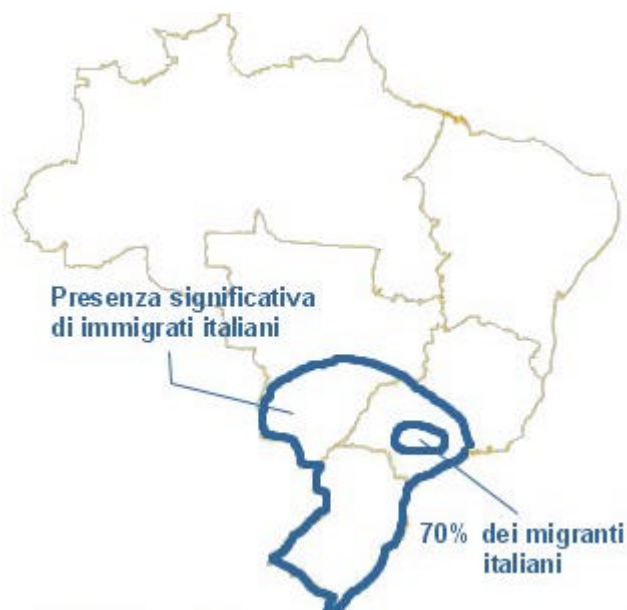 Presenza significativa
di immigrati italiani
70% dei migranti
italiani